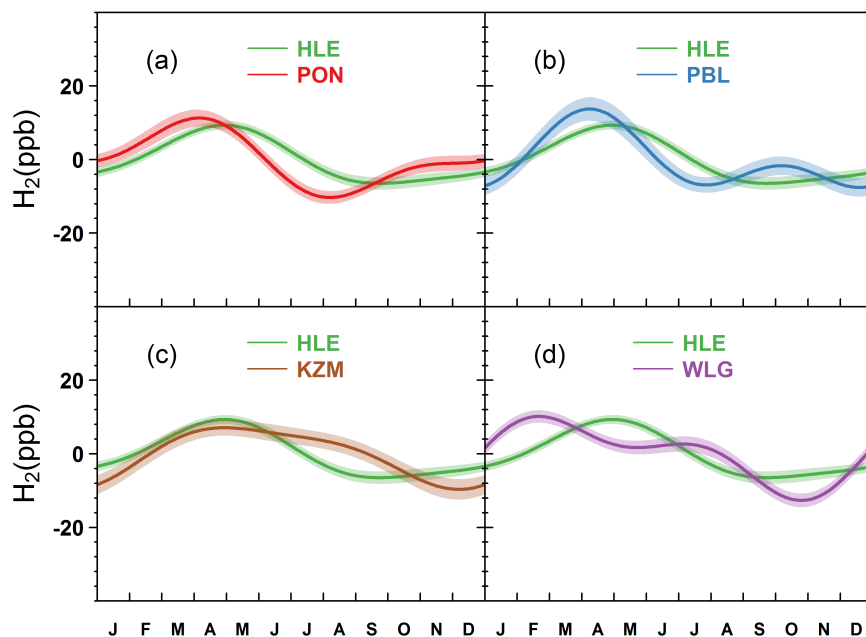 (a)
HLE
PON
(b)
HLE
PBL
H2(ppb)
20
0
-20
(c)
HLE
KZM
(d)
HLE
WLG
H2(ppb)
20
0
-20
J F M A M J J A S O N D J F M A M J J A S O N D